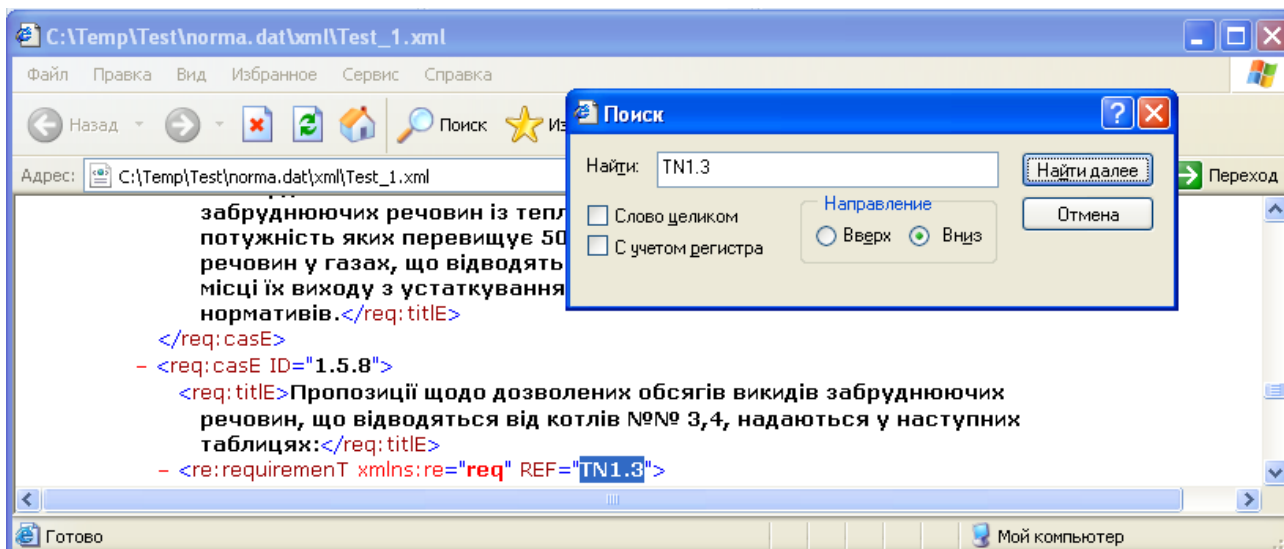 C:\Temp\Test\norma.dat\xml\Test_1.xml
Файл Правка Вид Избранное Сервис Справка
Назад Поиск Из
Адрес: C:\Temp\Test\norma.dat\xml\Test_1.xml Переход
Поиск
Найти: TN1.3 Найти далее
Слово целиком Направление Отмена
С учетом регистра Вверх Вниз
забруднюючих речовин із тепл
потужність яких перевищує 50
речовин у газах, що відводять
місці їх виходу з устаткування
нормативів.</req:titlE>
</req:casE>
– <req:casE ID="1.5.8">
<req:titlE>Пропозиції щодо дозволених обсягів викидів забруднюючих
речовин, що відводяться від котлів №№ 3,4, надаються у наступних
таблицях:</req:titlE>
– <re:requiremenT xmlns:re="req" REF="TN1.3">
Готово Мой компьютер